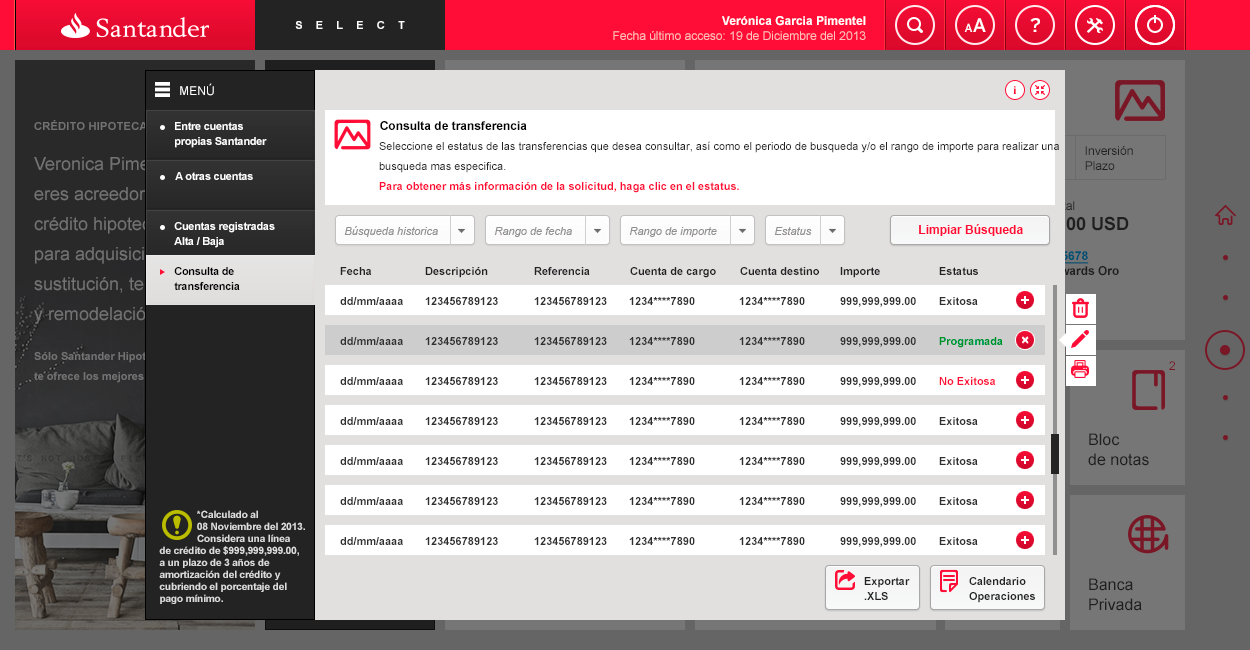 Santander
SELECT
Verónica Garcia Pimentel
Fecha último acceso: 19 de Diciembre del 2013
AA
?
MENÚ
Entre cuentas
propias Santander
A otras cuentas
Cuentas registradas
Alta / Baja
Consulta de
transferencia
*Calculado al
08 Noviembre del 2013.
Considera una línea
de crédito de $999,999,999.00,
a un plazo de 3 años de
amortización del crédito y
cubriendo el porcentaje del
pago mínimo.
CRÉDITO HIPOTECA
Veronica Pime
eres acreedor
crédito hipotec
para adquisici
sustitución, te
y remodelació
Sólo Santander Hipot
te ofrece los mejores
i
Consulta de transferencia
Seleccione el estatus de las transferencias que desea consultar, así como el periodo de busqueda y/o el rango de importe para realizar una
busqueda mas especifica.
Para obtener más información de la solicitud, haga clic en el estatus.
Búsqueda historica Rango de fecha Rango de importe Estatus Limpiar Búsqueda
Fecha Descripción Referencia Cuenta de cargo Cuenta destino Importe Estatus
dd/mm/aaaa 123456789123 123456789123 1234****7890 1234****7890 999,999,999.00 Exitosa
dd/mm/aaaa 123456789123 123456789123 1234****7890 1234****7890 999,999,999.00 Programada
dd/mm/aaaa 123456789123 123456789123 1234****7890 1234****7890 999,999,999.00 No Exitosa
dd/mm/aaaa 123456789123 123456789123 1234****7890 1234****7890 999,999,999.00 Exitosa
dd/mm/aaaa 123456789123 123456789123 1234****7890 1234****7890 999,999,999.00 Exitosa
dd/mm/aaaa 123456789123 123456789123 1234****7890 1234****7890 999,999,999.00 Exitosa
dd/mm/aaaa 123456789123 123456789123 1234****7890 1234****7890 999,999,999.00 Exitosa
Exportar
.XLS
Calendario
Operaciones
Inversión
Plazo
al
00 USD
5678
wards Oro
2
Bloc
de notas
Banca
Privada